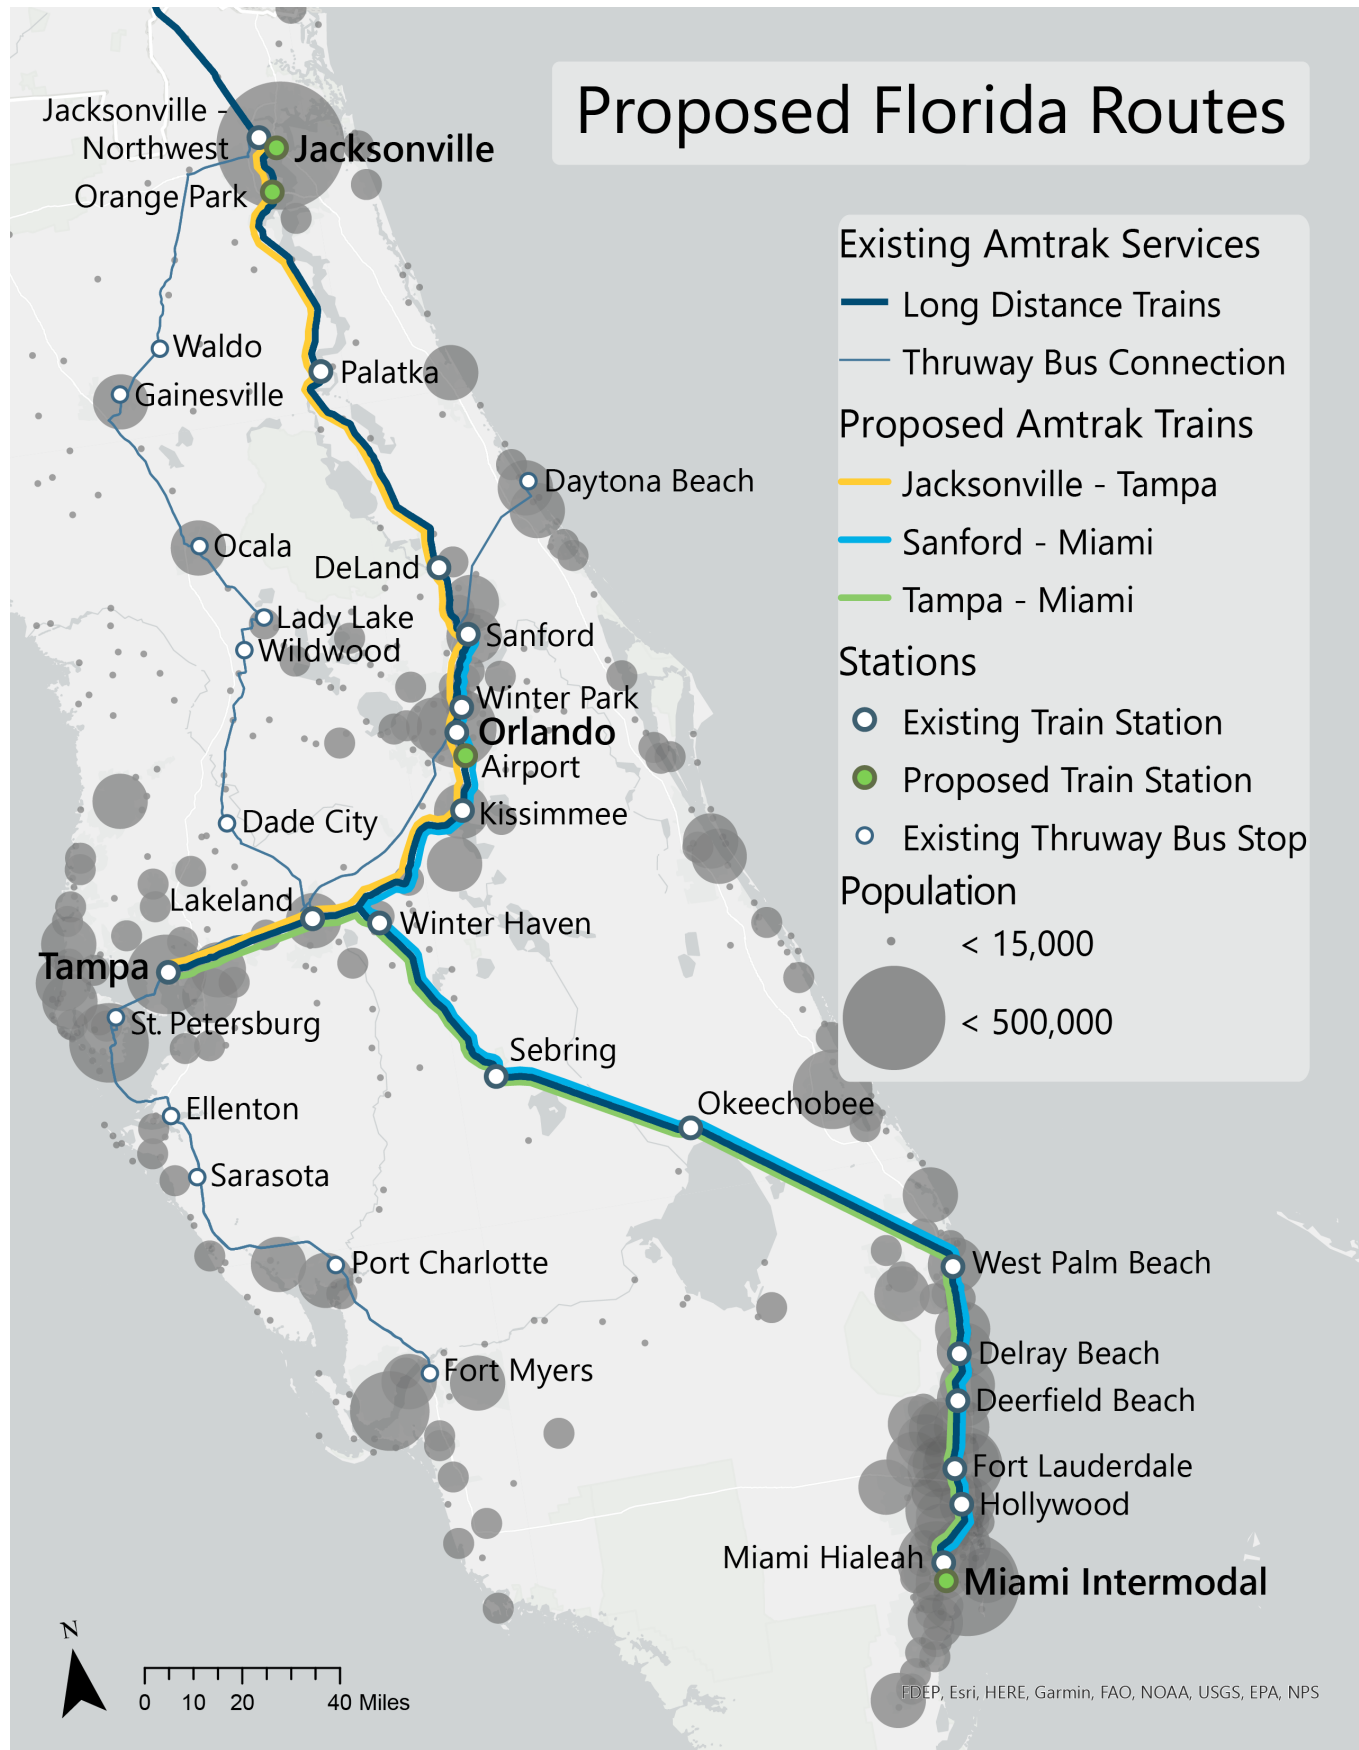 Proposed Florida Routes
Jacksonville -
Northwest
Jacksonville
Orange Park
Existing Amtrak Services
Long Distance Trains
Thruway Bus Connection
Proposed Amtrak Trains
Jacksonville - Tampa
Sanford - Miami
Tampa - Miami
Stations
Existing Train Station
Proposed Train Station
Existing Thruway Bus Stop
Population
< 15,000
< 500,000
Waldo
Palatka
Gainesville
Daytona Beach
Ocala
DeLand
Lady Lake
Sanford
Wildwood
Winter Park
Orlando
Airport
Kissimmee
Dade City
Lakeland
Winter Haven
Tampa
St. Petersburg
Sebring
Okeechobee
Ellenton
Sarasota
Port Charlotte
West Palm Beach
Delray Beach
Fort Myers
Deerfield Beach
Fort Lauderdale
Hollywood
Miami Hialeah
Miami Intermodal
N
0 10 20 40 Miles
FDEP, Esri, HERE, Garmin, FAO, NOAA, USGS, EPA, NPS